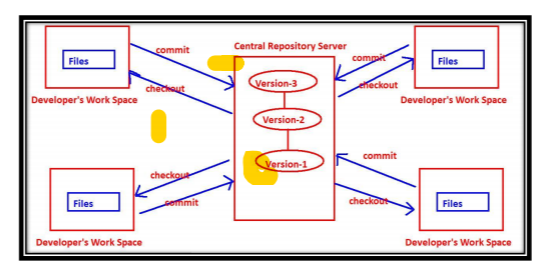 Central Repository Server
Files
commit
checkout
Developer's Work Space
Version-3
Version-2
Version-1
commit
checkout
Files
Developer's Work Space
checkout
commit
Files
Developer's Work Space
commit
checkout
Files
Developer's Work Space